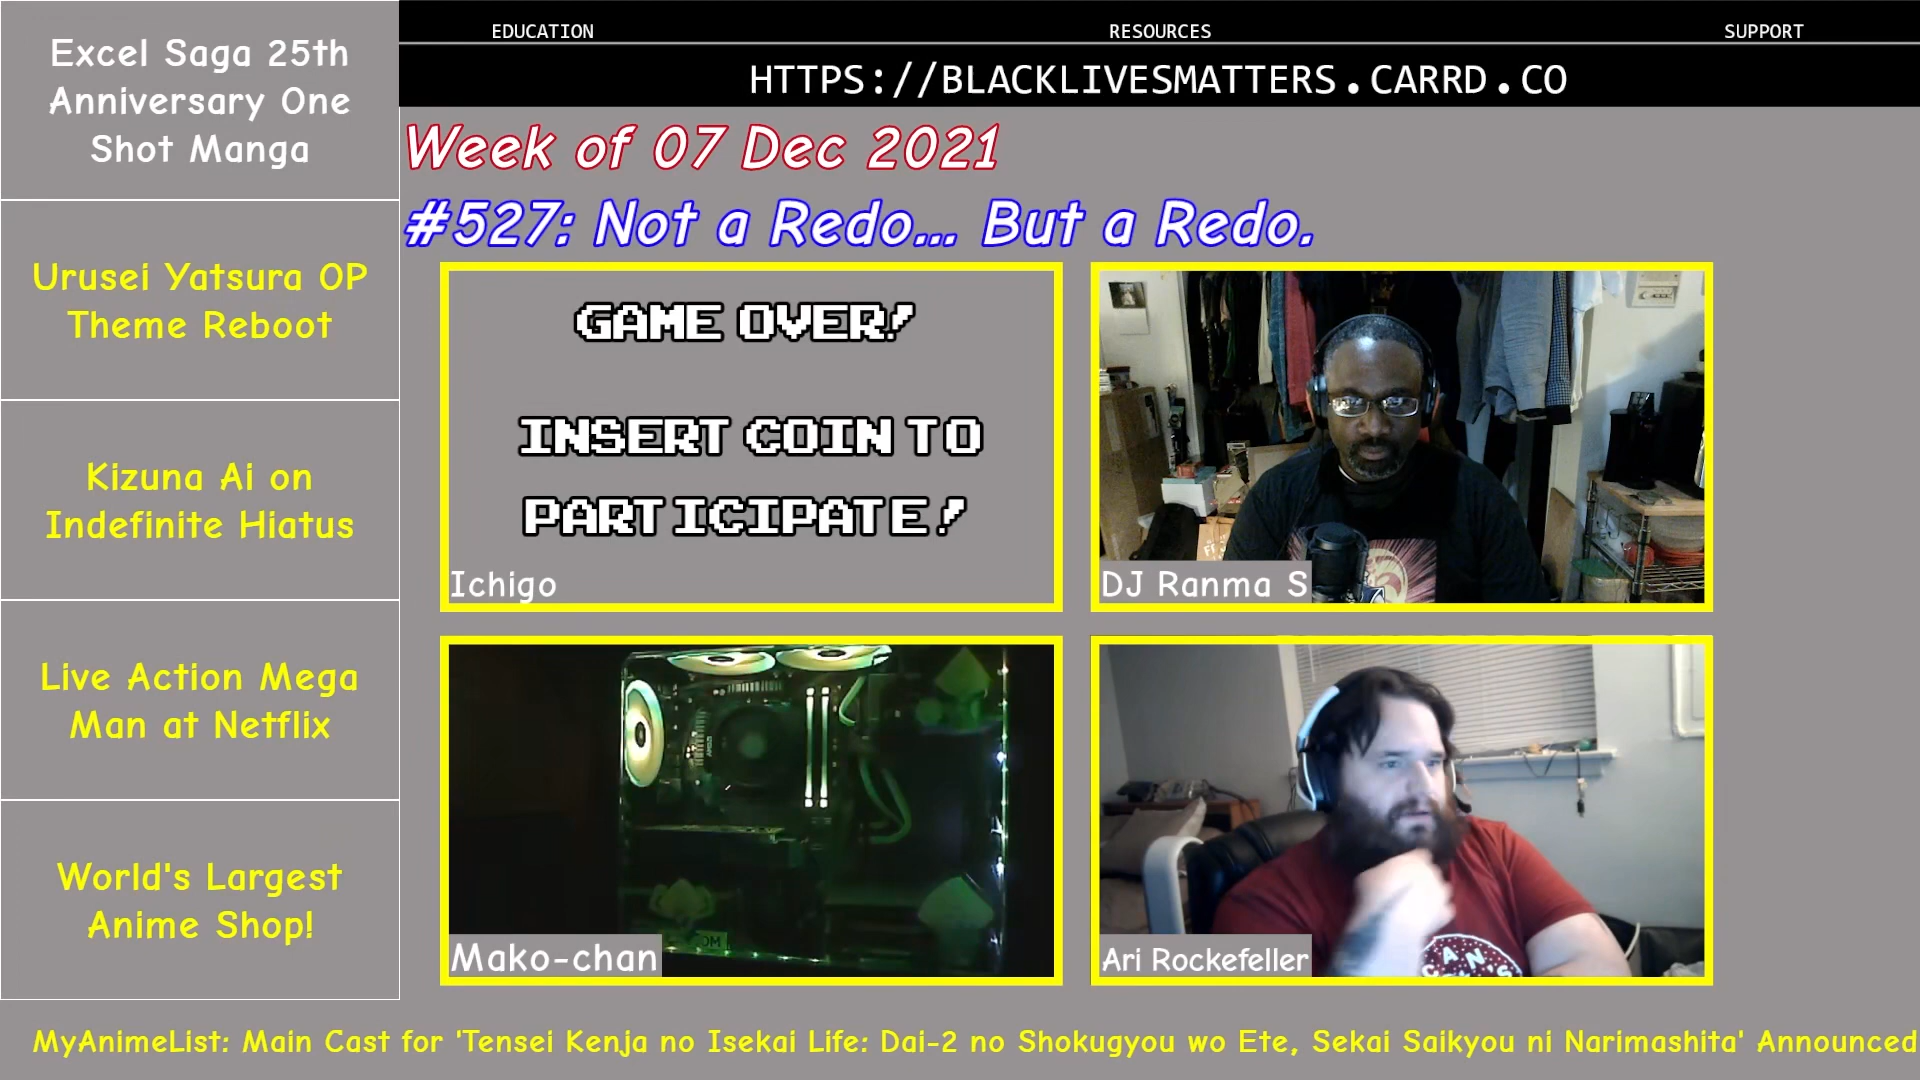 Excel Saga 25th
Anniversary One
Shot Manga
Urusei Yatsura OP
Theme Reboot
Kizuna Ai on
Indefinite Hiatus
Live Action Mega
Man at Netflix
World's Largest
Anime Shop!
EDUCATION RESOURCES SUPPORT
HTTPS://BLACKLIVESMATTERS.CARRD.CO
Week of 07 Dec 2021
#527: Not a Redo... But a Redo.
GAME OVER!
INSERT COIN TO
PARTICIPATE!
Ichigo
DJ Ranma S
Mako-chan
Ari Rockefeller
MyAnimeList: Main Cast for 'Tensei Kenja no Isekai Life: Dai-2 no Shokugyou wo Ete, Sekai Saikyou ni Narimashita' Announced